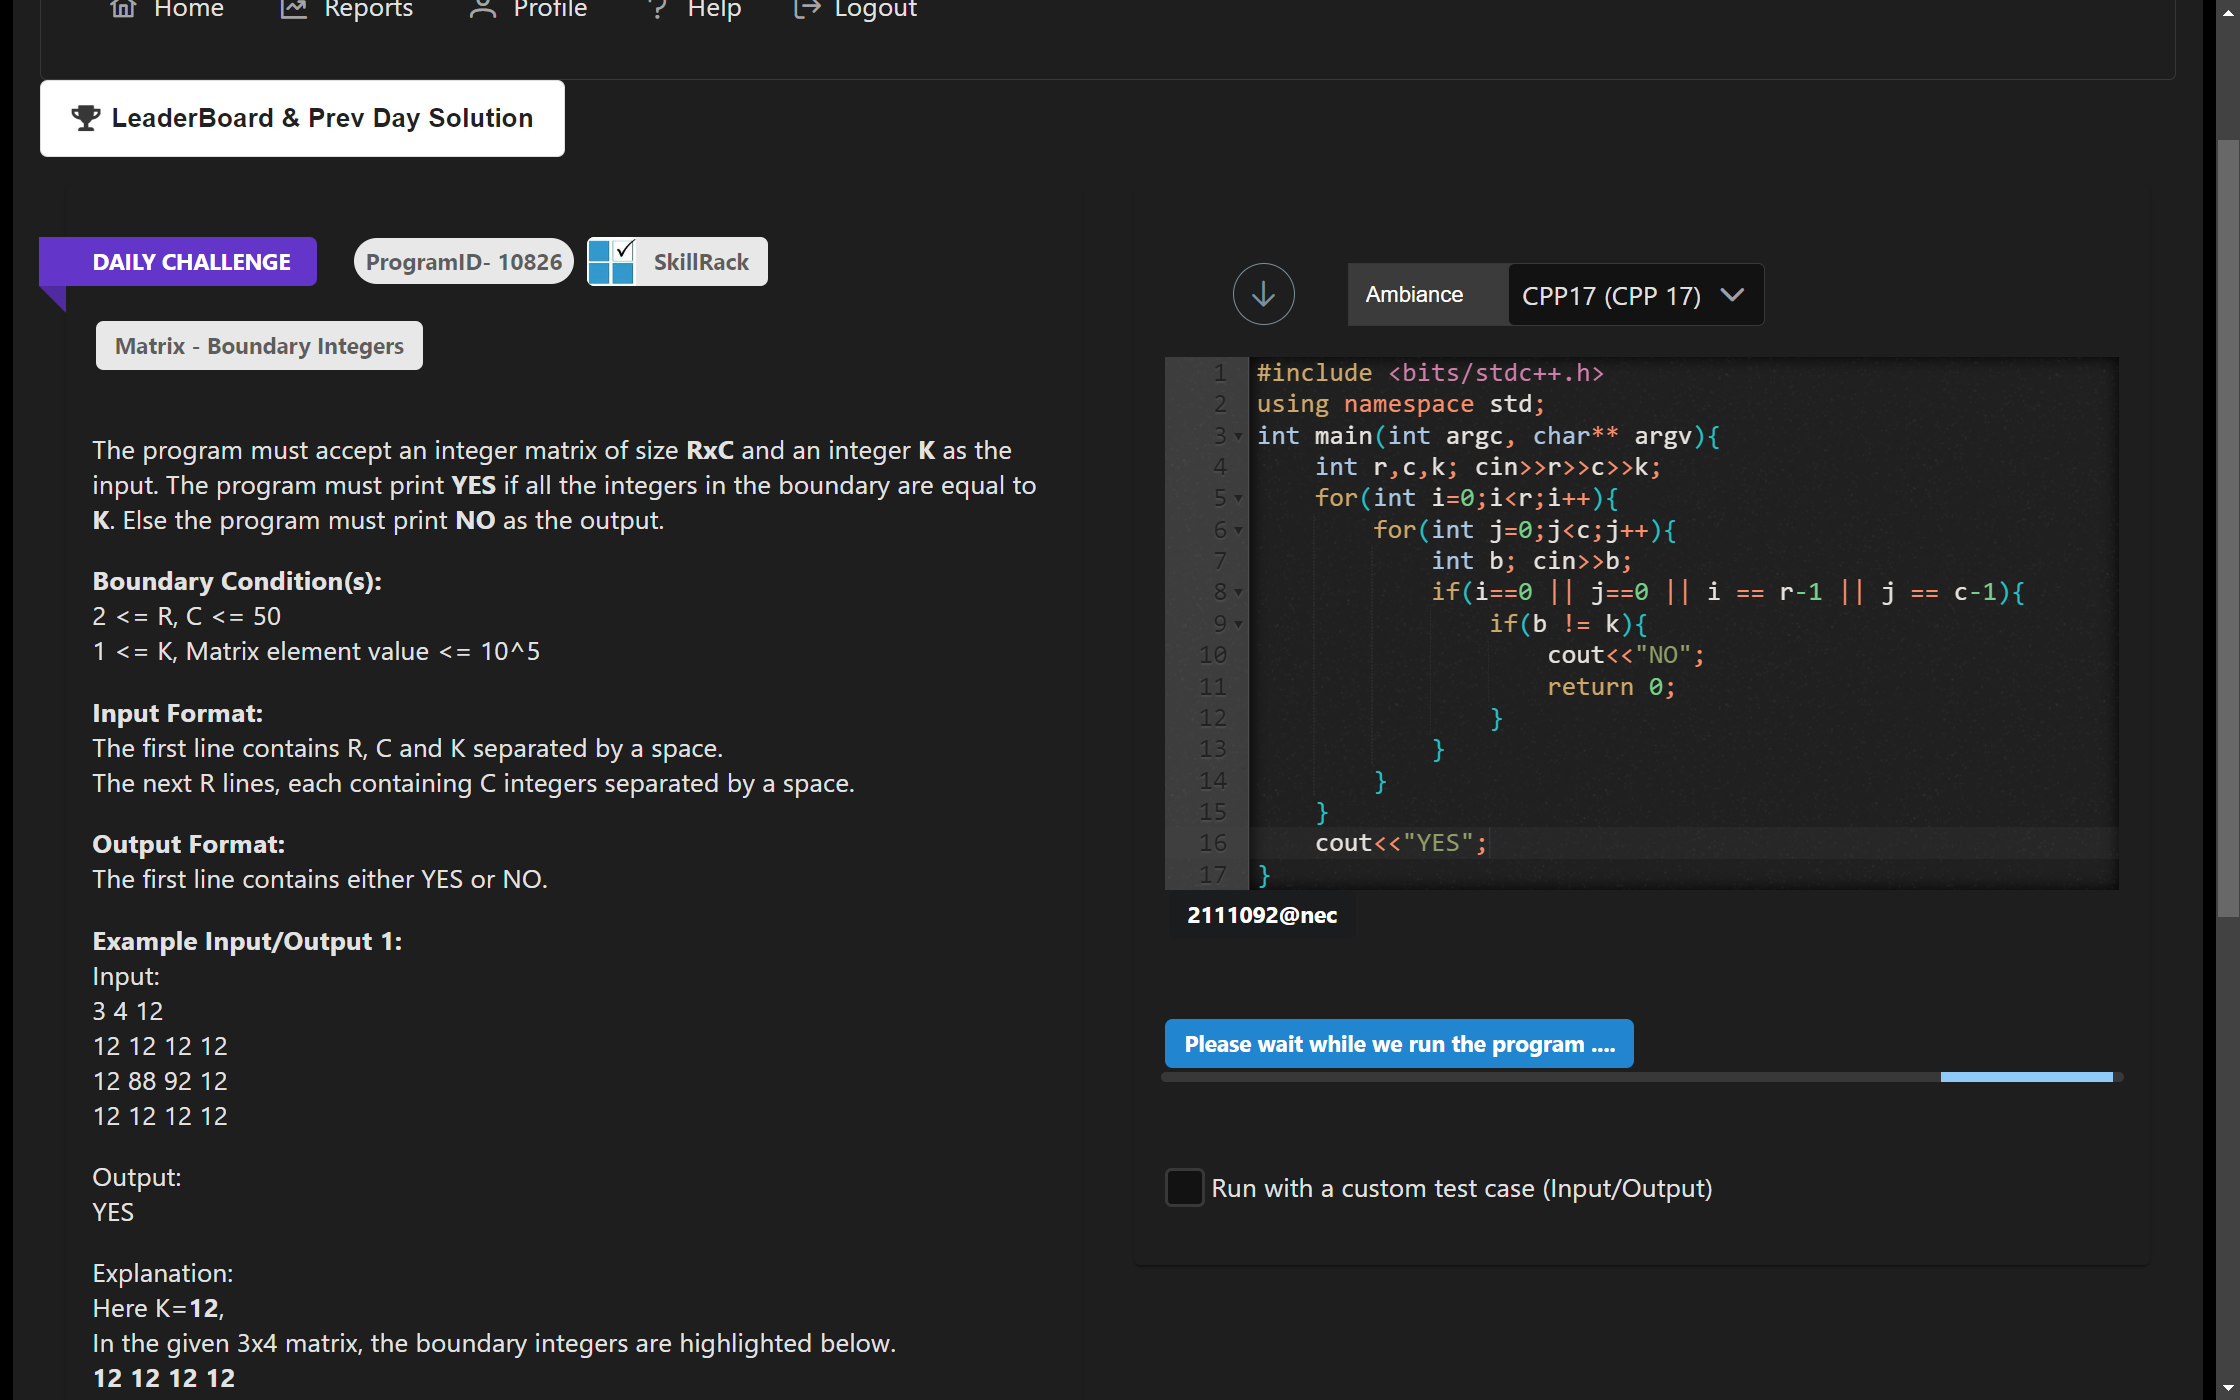 Home Reports Profile ? Help Logout
LeaderBoard & Prev Day Solution
DAILY CHALLENGE ProgramID- 10826 SkillRack
Matrix - Boundary Integers
The program must accept an integer matrix of size RxC and an integer K as the
input. The program must print YES if all the integers in the boundary are equal to
K. Else the program must print NO as the output.
Boundary Condition(s):
2 <= R, C <= 50
1 <= K, Matrix element value <= 10^5
Input Format:
The first line contains R, C and K separated by a space.
The next R lines, each containing C integers separated by a space.
Output Format:
The first line contains either YES or NO.
Example Input/Output 1:
Input:
3 4 12
12 12 12 12
12 88 92 12
12 12 12 12
Output:
YES
Explanation:
Here K=12,
In the given 3x4 matrix, the boundary integers are highlighted below.
12 12 12 12
Ambiance CPP17 (CPP 17)
1 #include <bits/stdc++.h>
2 using namespace std;
3 int main(int argc, char** argv){
4     int r,c,k; cin>>r>>c>>k;
5     for(int i=0;i<r;i++){
6         for(int j=0;j<c;j++){
7             int b; cin>>b;
8             if(i==0 || j==0 || i == r-1 || j == c-1){
9                 if(b != k){
10                     cout<<"NO";
11                     return 0;
12                 }
13             }
14         }
15     }
16     cout<<"YES";
17 }
2111092@nec
Please wait while we run the program ....
Run with a custom test case (Input/Output)